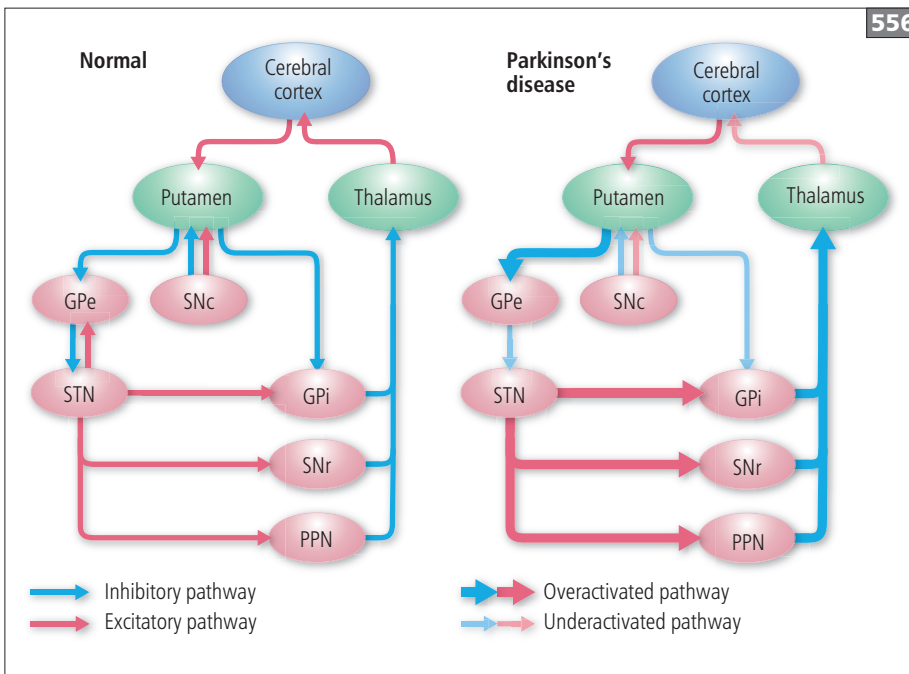 556
Normal
Cerebral
cortex
Putamen
Thalamus
GPe
SNc
STN
GPi
SNr
PPN
Inhibitory pathway
Excitatory pathway
Parkinson's
disease
Cerebral
cortex
Putamen
Thalamus
GPe
SNc
STN
GPi
SNr
PPN
Overactivated pathway
Underactivated pathway